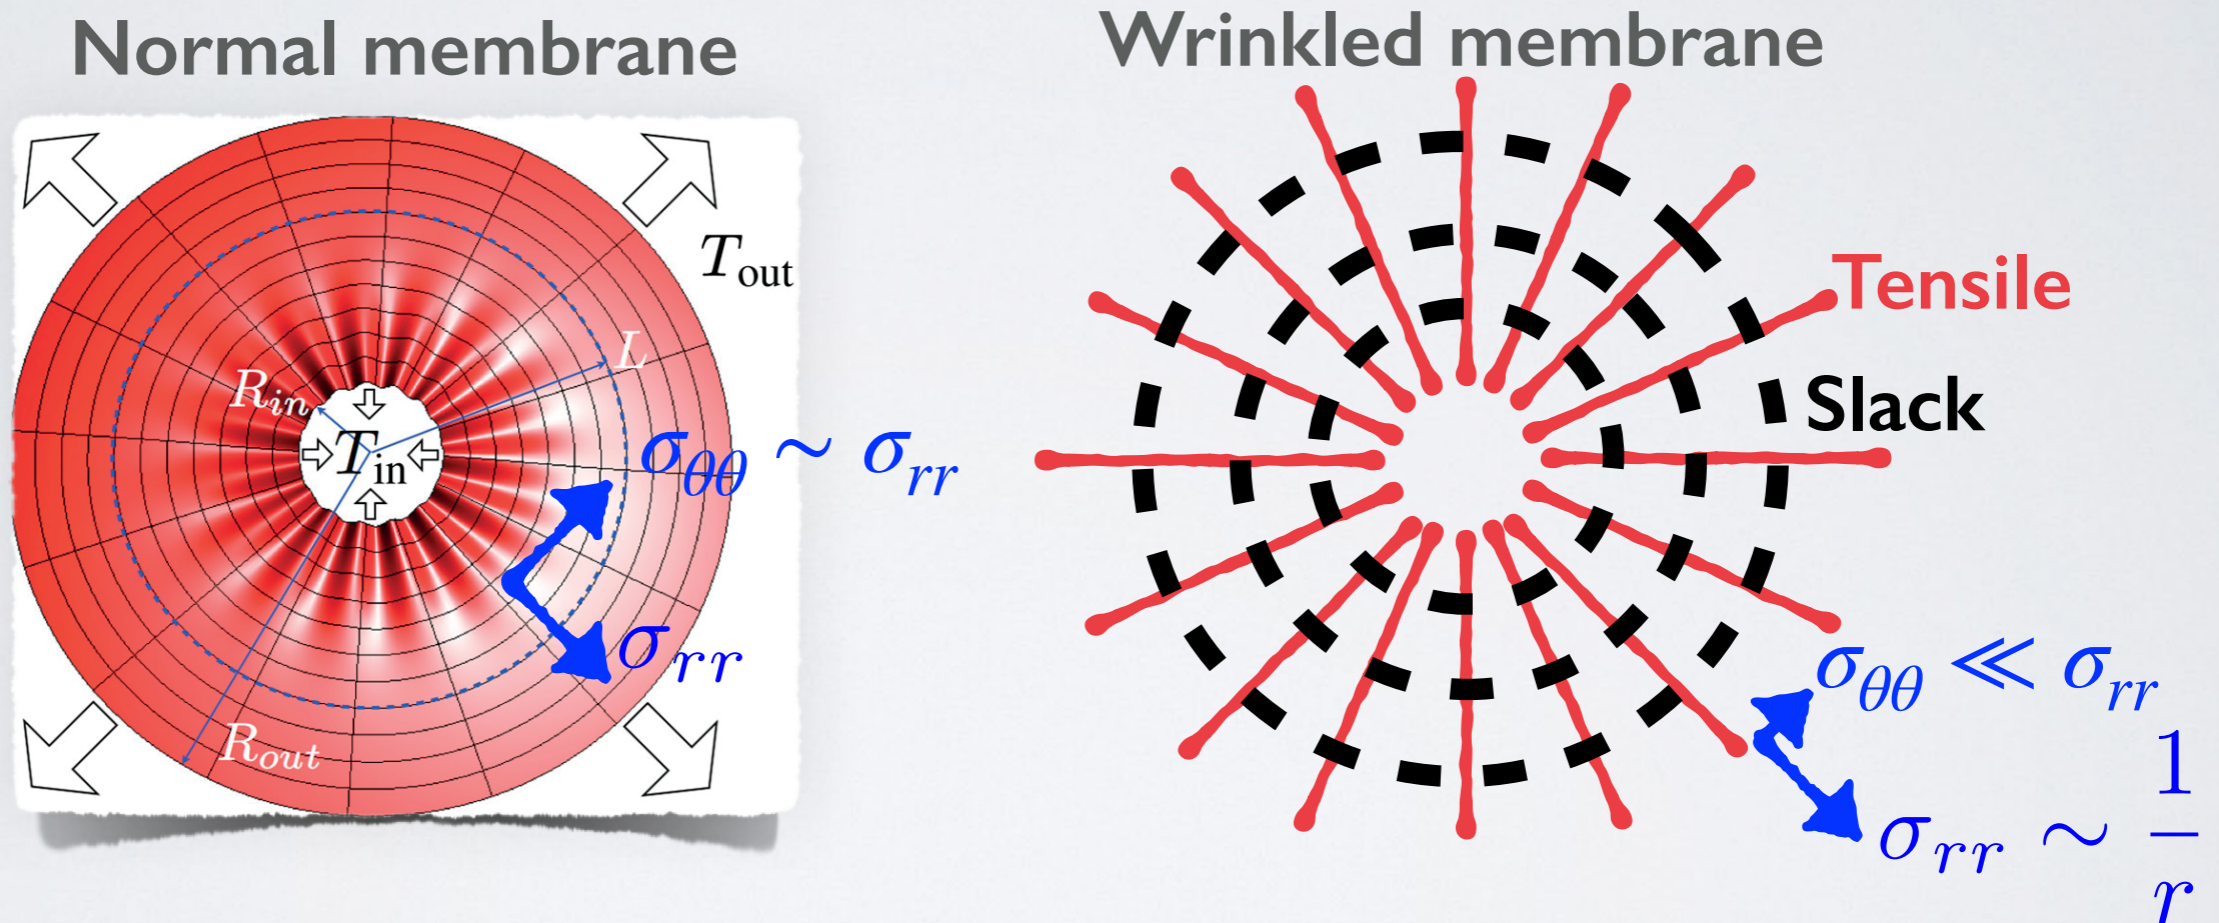 Normal membrane
T_out
L
R_in
T_in
σ_θθ ~ σ_rr
σ_rr
R_out
Wrinkled membrane
Tensile
Slack
σ_θθ ≪ σ_rr
σ_rr ~ 1/r